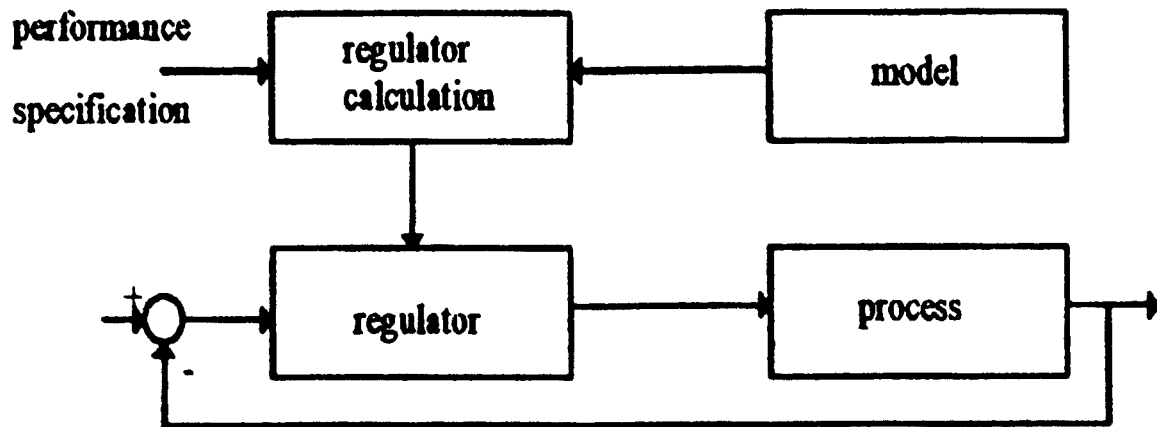 performance
specification
regulator
calculation
model
+
-
regulator
process